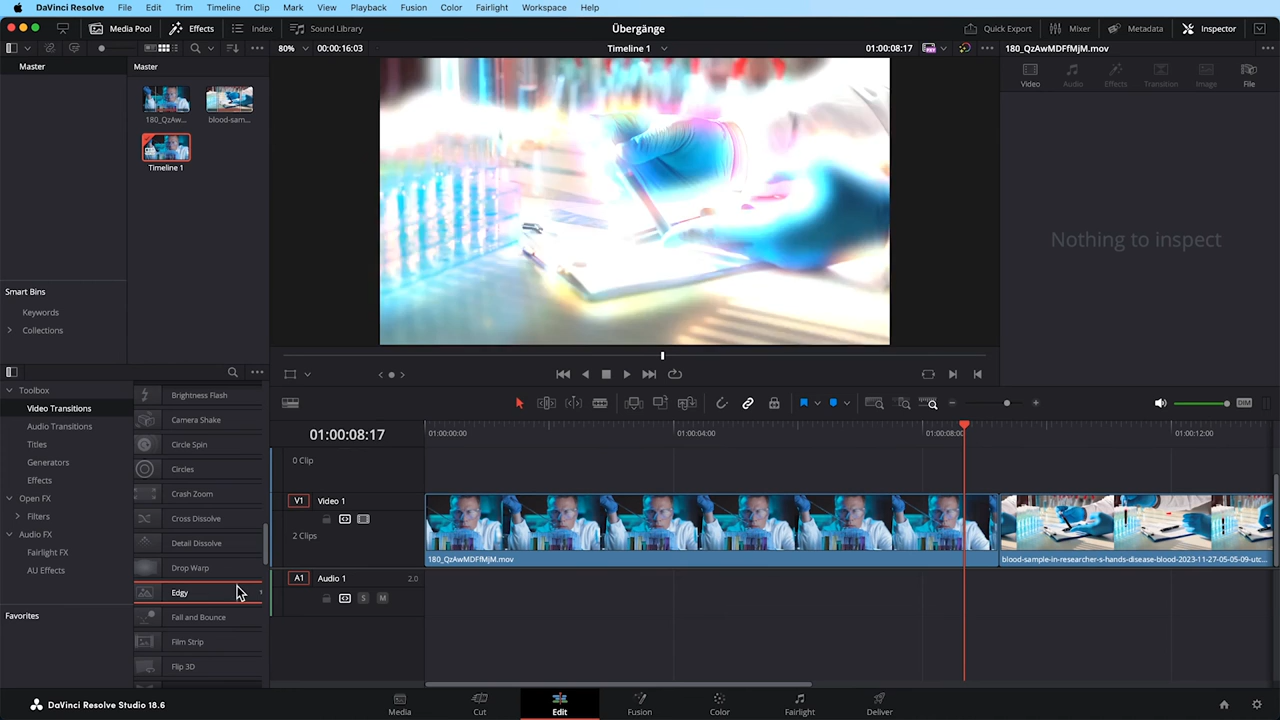 DaVinci Resolve File Edit Trim Timeline Clip Mark View Playback Fusion Color Fairlight Workspace Help
Media Pool Effects Index Sound Library Übergänge Quick Export Mixer Metadata Inspector
80% 00:00:16:03 Timeline 1 01:00:08:17 180_QzAwMDFfMjM.mov
Master Master
Video Audio Effects Transition Image File
180_QzAw... blood-sam...
Timeline 1
Nothing to inspect
Smart Bins
Keywords
Collections
Toolbox
Video Transitions
Audio Transitions
Titles
Generators
Effects
Open FX
Filters
Audio FX
Fairlight FX
AU Effects
Favorites
Brightness Flash
Camera Shake
Circle Spin
Circles
Crash Zoom
Cross Dissolve
Detail Dissolve
Drop Warp
Edgy
Fall and Bounce
Film Strip
Flip 3D
DIM
01:00:08:17 01:00:00:00 01:00:04:00 01:00:08:00 01:00:12:00
0 Clip
V1 Video 1
2 Clips
180_QzAwMDFfMjM.mov blood-sample-in-researcher-s-hands-disease-blood-2023-11-27-05-05-09-utc...
A1 Audio 1 2.0
S M
DaVinci Resolve Studio 18.6
Media Cut Edit Fusion Color Fairlight Deliver